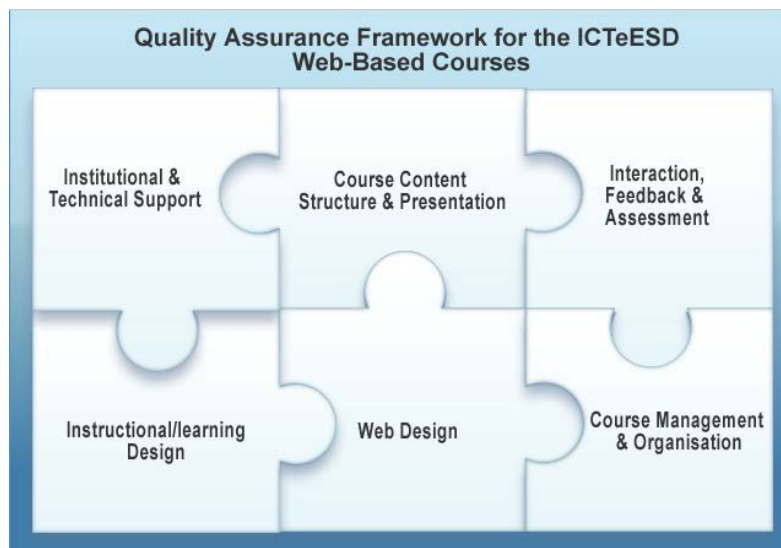 Quality Assurance Framework for the ICTeESD
Web-Based Courses
Institutional &
Technical Support
Course Content
Structure & Presentation
Interaction,
Feedback &
Assessment
Instructional/learning
Design
Web Design
Course Management
& Organisation